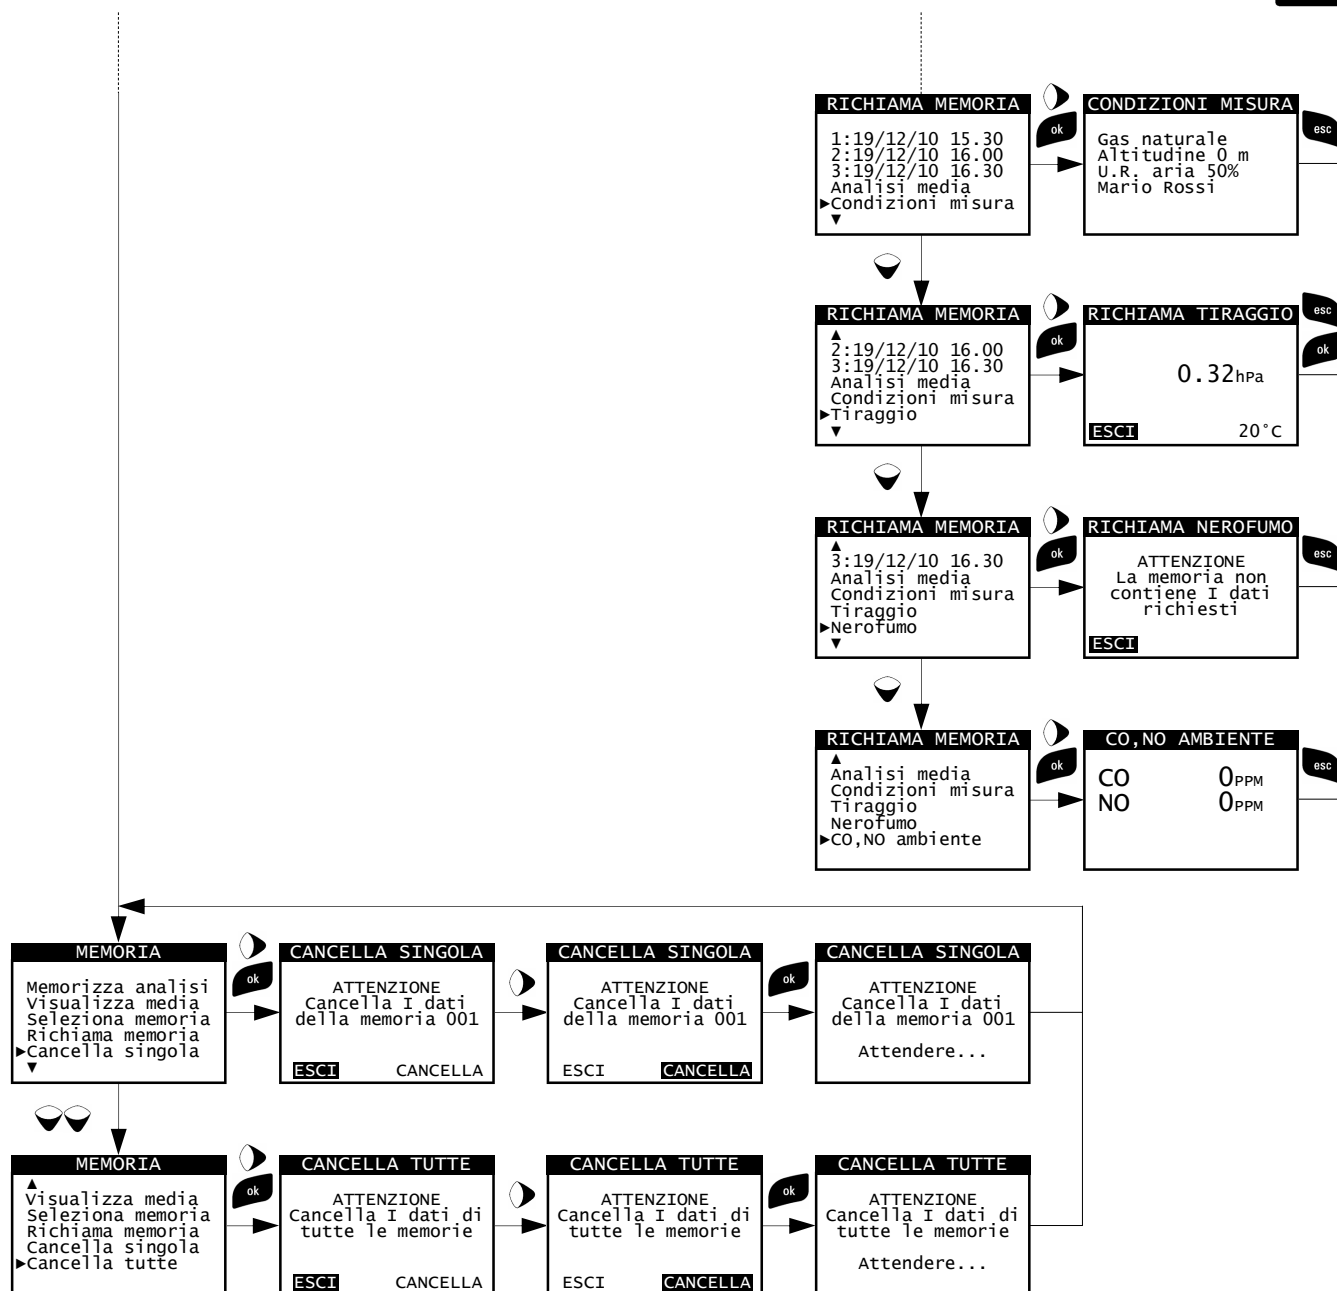 RICHIAMA MEMORIA
1:19/12/10 15.30
2:19/12/10 16.00
3:19/12/10 16.30
Analisi media
►Condizioni misura
▼
ok
CONDIZIONI MISURA
Gas naturale
Altitudine 0 m
U.R. aria 50%
Mario Rossi
esc
RICHIAMA MEMORIA
▲
2:19/12/10 16.00
3:19/12/10 16.30
Analisi media
Condizioni misura
►Tiraggio
▼
ok
RICHIAMA TIRAGGIO
0.32hPa
ESCI 20°C
esc
ok
RICHIAMA MEMORIA
▲
3:19/12/10 16.30
Analisi media
Condizioni misura
Tiraggio
►Nerofumo
▼
ok
RICHIAMA NEROFUMO
ATTENZIONE
La memoria non
contiene I dati
richiesti
ESCI
esc
RICHIAMA MEMORIA
▲
Analisi media
Condizioni misura
Tiraggio
Nerofumo
►CO,NO ambiente
ok
CO,NO AMBIENTE
CO 0PPM
NO 0PPM
esc
MEMORIA
Memorizza analisi
Visualizza media
Seleziona memoria
Richiama memoria
►Cancella singola
▼
ok
CANCELLA SINGOLA
ATTENZIONE
Cancella I dati
della memoria 001
ESCI CANCELLA
CANCELLA SINGOLA
ATTENZIONE
Cancella I dati
della memoria 001
ESCI CANCELLA
ok
CANCELLA SINGOLA
ATTENZIONE
Cancella I dati
della memoria 001
Attendere...
MEMORIA
▲
Visualizza media
Seleziona memoria
Richiama memoria
Cancella singola
►Cancella tutte
ok
CANCELLA TUTTE
ATTENZIONE
Cancella I dati di
tutte le memorie
ESCI CANCELLA
CANCELLA TUTTE
ATTENZIONE
Cancella I dati di
tutte le memorie
ESCI CANCELLA
ok
CANCELLA TUTTE
ATTENZIONE
Cancella I dati di
tutte le memorie
Attendere...